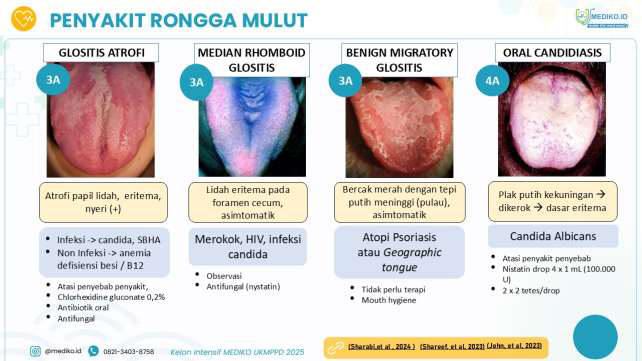 PENYAKIT RONGGA MULUT
MEDIKO.ID
GLOSITIS ATROFI
3A
Atrofi papil lidah, eritema,
nyeri (+)
• Infeksi -> candida, SBHA
• Non Infeksi -> anemia
defisiensi besi / B12
• Atasi penyebab penyakit,
• Chlorhexidine gluconate 0,2%
• Antibiotik oral
• Antifungal
MEDIAN RHOMBOID
GLOSITIS
3A
Lidah eritema pada
foramen cecum,
asimtomatik
Merokok, HIV, infeksi
candida
• Observasi
• Antifungal (nystatin)
BENIGN MIGRATORY
GLOSITIS
3A
Bercak merah dengan tepi
putih meninggi (pulau),
asimtomatik
Atopi Psoriasis
atau Geographic
tongue
• Tidak perlu terapi
• Mouth hygiene
ORAL CANDIDIASIS
4A
Plak putih kekuningan →
dikerok → dasar eritema
Candida Albicans
• Atasi penyakit penyebab
• Nistatin drop 4 x 1 mL (100.000
U)
• 2 x 2 tetes/drop
@mediko.id
0821-3403-8758
Kelan Intensif MEDIKO UKMPPD 2025
(Sharabi,et al , 2024 ) (Shareef, et al, 2023) (John, et al, 2023)